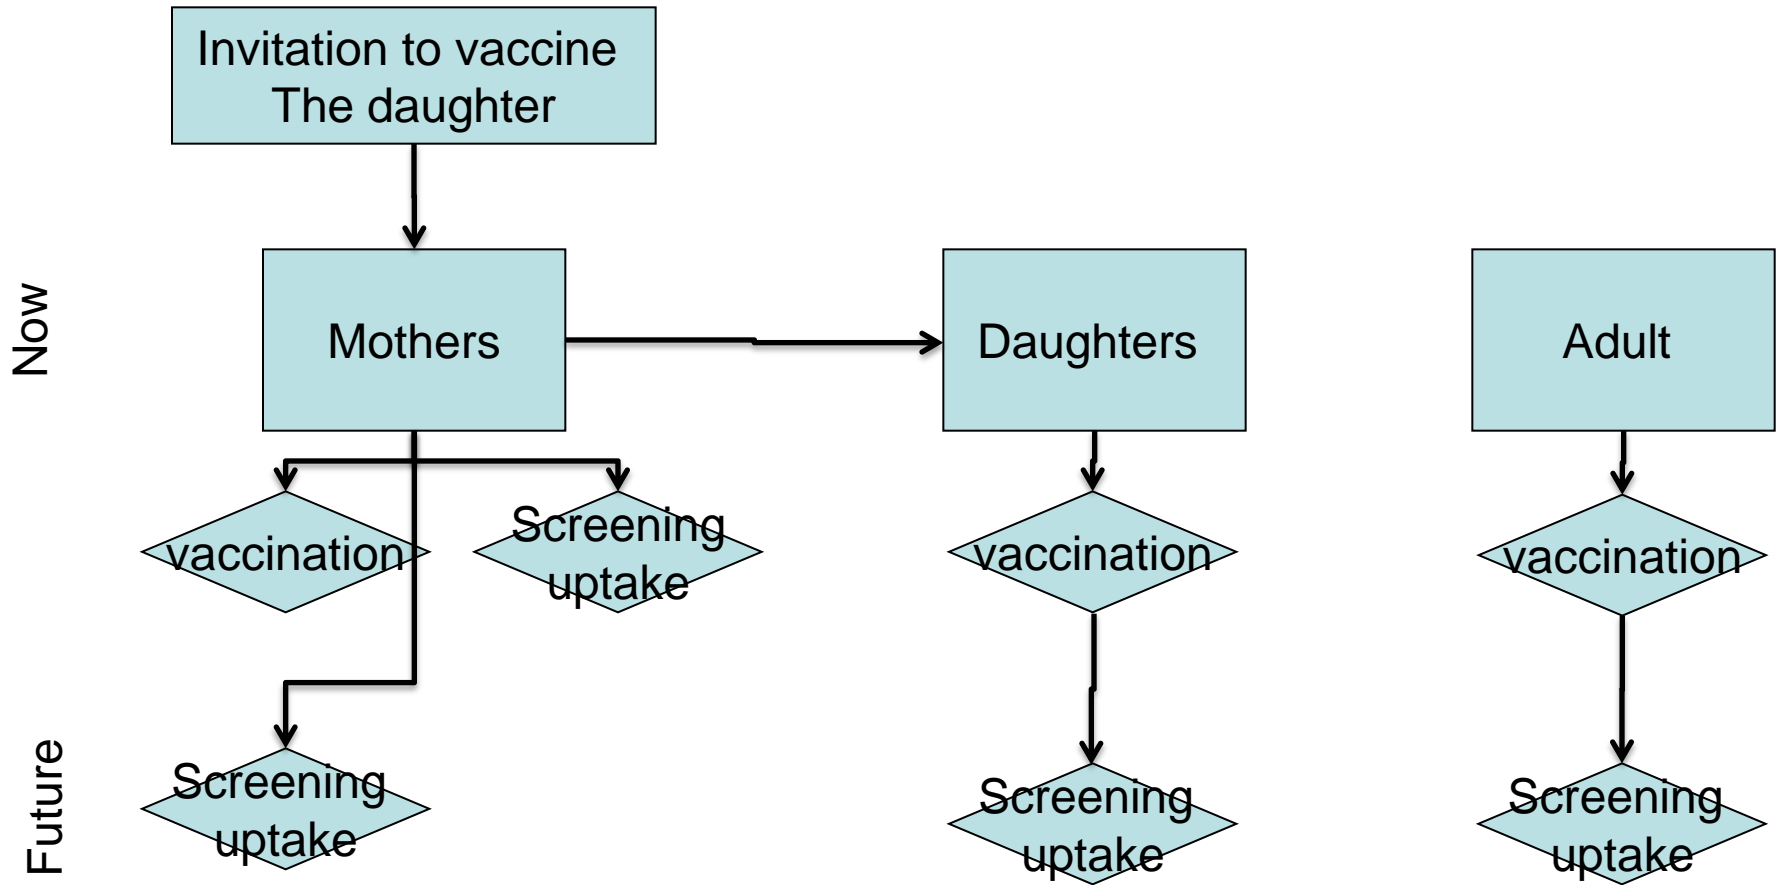 Invitation to vaccine
The daughter
Now
Mothers
Daughters
Adult
vaccination
Screening
uptake
vaccination
vaccination
Future
Screening
uptake
Screening
uptake
Screening
uptake